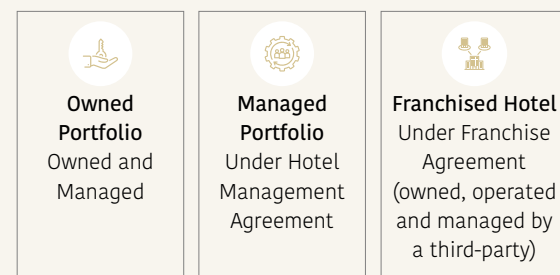 Owned
Portfolio
Owned and
Managed
Managed
Portfolio
Under Hotel
Management
Agreement
Franchised Hotel
Under Franchise
Agreement
(owned, operated
and managed by
a third-party)